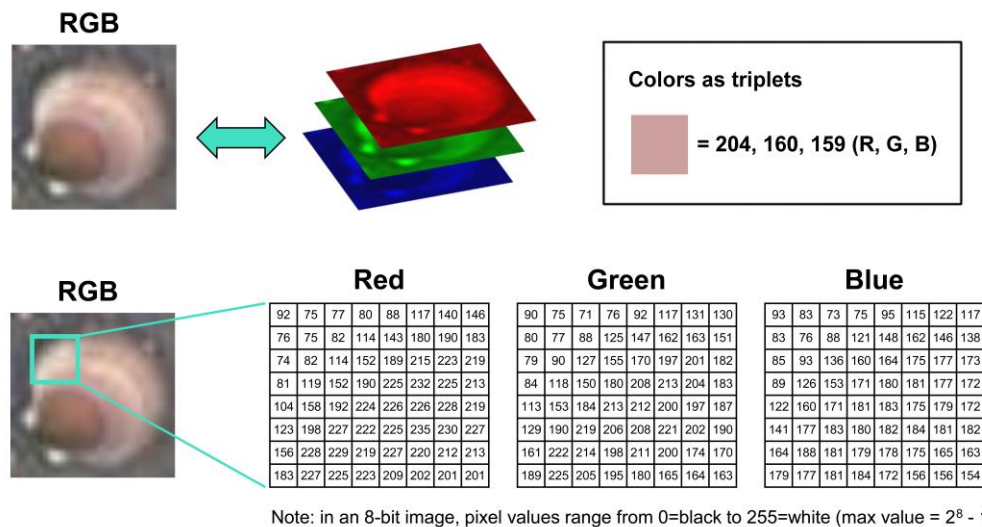 RGB
Colors as triplets
= 204, 160, 159 (R, G, B)
RGB
Red
92 75 77 80 88 117 140 146
76 75 82 114 143 180 190 183
74 82 114 152 189 215 223 219
81 119 152 190 225 232 225 213
104 158 192 224 226 226 228 219
123 198 227 222 225 235 230 227
156 228 229 219 227 220 212 213
183 227 225 223 209 202 201 201
Green
90 75 71 76 92 117 131 130
80 77 88 125 147 162 163 151
79 90 127 155 170 197 201 182
84 118 150 180 208 213 204 183
113 153 184 213 212 200 197 187
129 190 219 206 208 221 202 190
161 222 214 198 211 200 174 170
189 225 205 195 180 165 164 163
Blue
93 83 73 75 95 115 122 117
83 76 88 121 148 162 146 138
85 93 136 160 164 175 177 173
89 126 153 171 180 181 177 172
122 160 171 181 183 175 179 172
141 177 183 180 182 184 181 182
164 188 181 179 178 175 165 163
179 177 181 184 172 156 156 154
Note: in an 8-bit image, pixel values range from 0=black to 255=white (max value = 2⁸ -